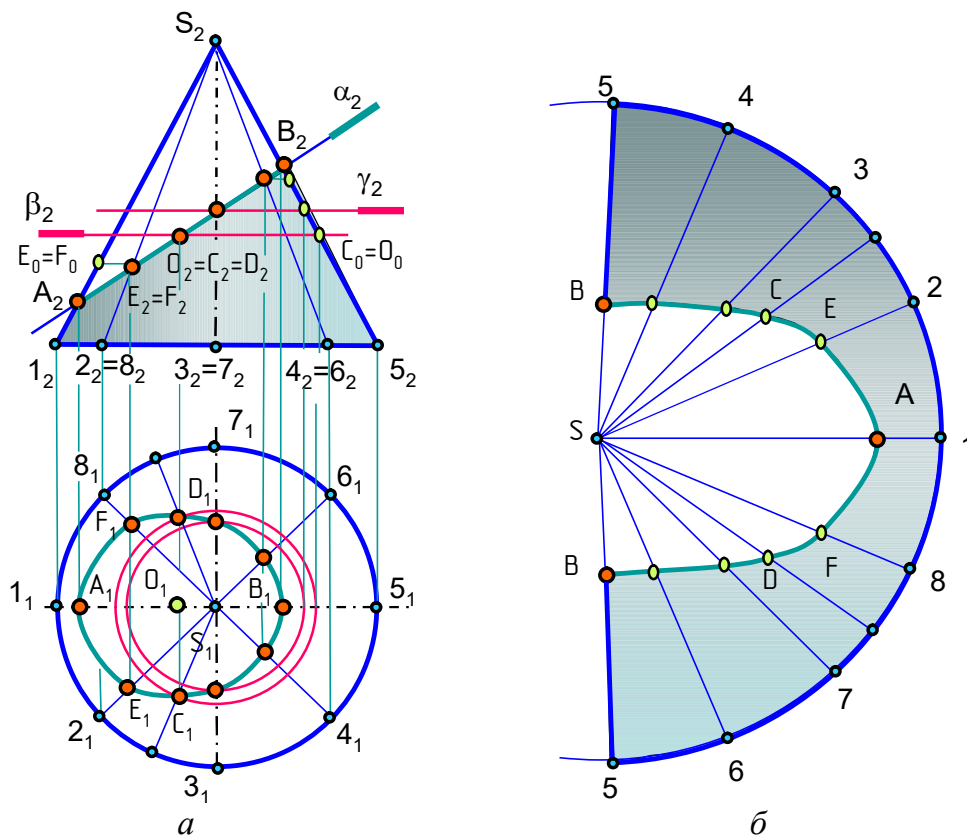 S₂
α₂
B₂
β₂
γ₂
E₀=F₀
O₂=C₂=D₂
C₀=O₀
A₂
E₂=F₂
1₂
2₂=8₂
3₂=7₂
4₂=6₂
5₂
7₁
8₁
6₁
D₁
F₁
1₁
A₁
O₁
B₁
5₁
S₁
E₁
C₁
2₁
4₁
3₁
а
5
4
3
2
B
C
E
A
S
1
B
D
F
8
7
6
5
б